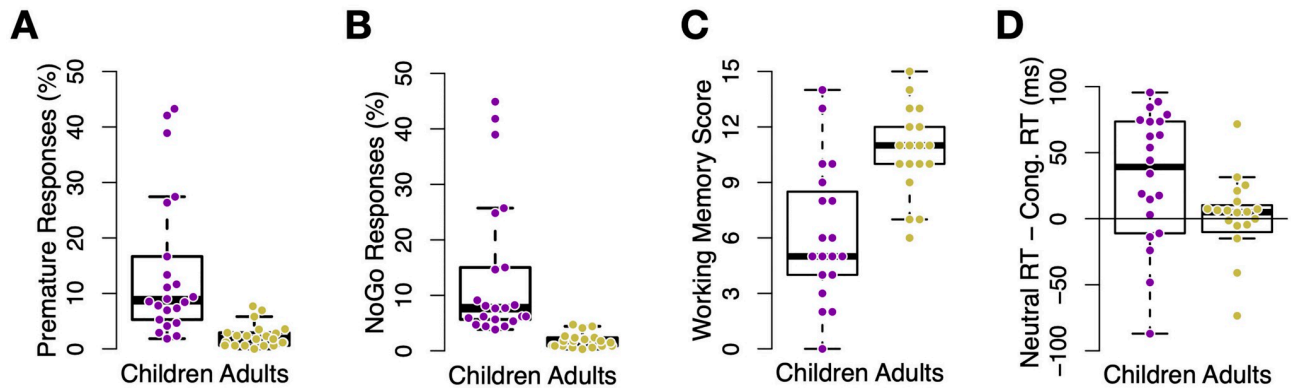 A
Premature Responses (%)
50
40
30
20
10
0
Children Adults
B
NoGo Responses (%)
50
40
30
20
10
0
Children Adults
C
Working Memory Score
15
12
9
6
3
0
Children Adults
D
Neutral RT – Cong. RT (ms)
100
50
0
−50
−100
Children Adults